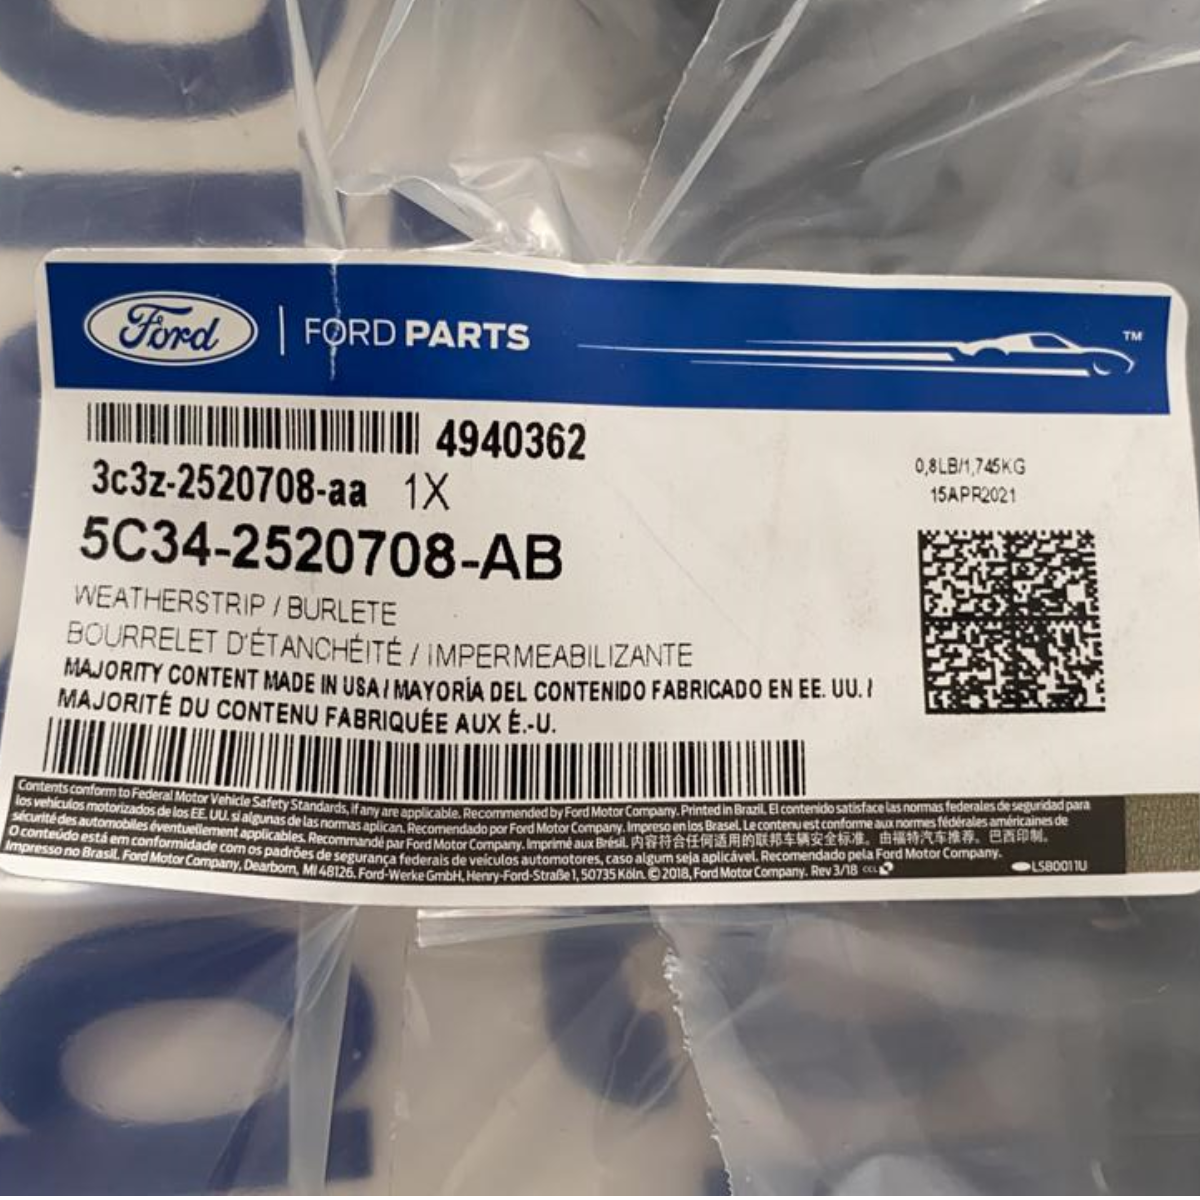 Ford | FORD PARTS
TM
4940362
3c3z-2520708-aa 1X
5C34-2520708-AB
0,8LB/1,745KG
15APR2021
WEATHERSTRIP / BURLETE
BOURRELET D'ÉTANCHÉITÉ / IMPERMEABILIZANTE
MAJORITY CONTENT MADE IN USA / MAYORÍA DEL CONTENIDO FABRICADO EN EE. UU. /
MAJORITÉ DU CONTENU FABRIQUÉE AUX É.-U.
Contents conform to Federal Motor Vehicle Safety Standards, if any are applicable. Recommended by Ford Motor Company. Printed in Brazil. El contenido satisface las normas federales de seguridad para
los vehículos motorizados de los EE. UU. si algunas de las normas aplican. Recomendado por Ford Motor Company. Impreso en los Brasel. Le contenu est conforme aux normes fédérales américaines de
sécurité des automobiles éventuellement applicables. Recommandé par Ford Motor Company. Imprimé aux Brésil. 内容符合任何适用的联邦车辆安全标准。由福特汽车推荐。巴西印制。
O conteúdo está em conformidade com os padrões de segurança federais de veículos automotores, caso algum seja aplicável. Recomendado pela Ford Motor Company.
Impresso no Brasil. Ford Motor Company, Dearborn, MI 48126. Ford-Werke GmbH, Henry-Ford-Straße 1, 50735 Köln. © 2018, Ford Motor Company. Rev 3/18 CCL
LSB0011U